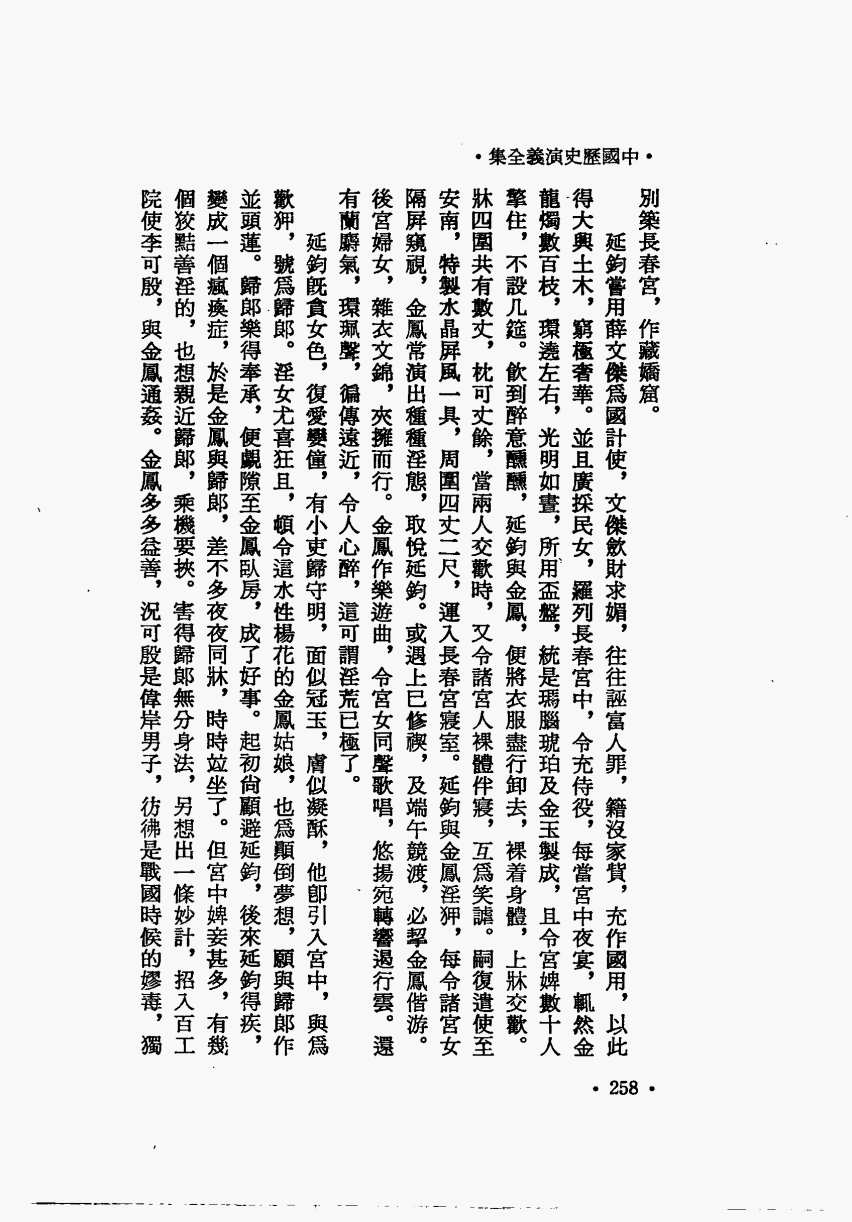 •中國歷史演義全集•
別築長春宮，作藏嬌窟。
延鈞嘗用薛文傑爲國計使，文傑歛財求媚，往往誣富人罪，籍沒家貲，充作國用，以此
得大興土木，窮極奢華。並且廣採民女，羅列長春宮中，令充侍役，每當宮中夜宴，輒然金
龍燭數百枝，環遶左右，光明如晝，所用盃盤，統是瑪腦琥珀及金玉製成，且令宮婢數十人
擎住，不設几筵。飲到醉意醺醺，延鈞與金鳳，便將衣服盡行卸去，裸着身體，上牀交歡。
牀四圍共有數丈，枕可丈餘，當兩人交歡時，又令諸宮人裸體伴寢，互爲笑謔。嗣復遣使至
安南，特製水晶屏風一具，周圍四丈二尺，運入長春宮寢室。延鈞與金鳳淫狎，每令諸宮女
隔屏窺視，金鳳常演出種種淫態，取悅延鈞。或遇上巳修禊，及端午競渡，必挈金鳳偕游。
後宮婦女，雜衣文錦，夾擁而行。金鳳作樂遊曲，令宮女同聲歌唱，悠揚宛轉響遏行雲。還
有蘭麝氣，環珮聲，徧傳遠近，令人心醉，這可謂淫荒已極了。
延鈞旣貪女色，復愛孌僮，有小吏歸守明，面似冠玉，膚似凝酥，他卽引入宮中，與爲
歡狎，號爲歸郎。淫女尤喜狂且，頓令這水性楊花的金鳳姑娘，也爲顚倒夢想，願與歸郎作
並頭蓮。歸郎樂得奉承，便覷隙至金鳳臥房，成了好事。起初尙顧避延鈞，後來延鈞得疾，
變成一個瘋瘓症，於是金鳳與歸郎，差不多夜夜同牀，時時竝坐了。但宮中婢妾甚多，有幾
個狡黠善淫的，也想親近歸郎，乘機要挾。害得歸郎無分身法，另想出一條妙計，招入百工
院使李可殷，與金鳳通姦。金鳳多多益善，況可殷是偉岸男子，彷彿是戰國時候的嫪毒，獨
•258•